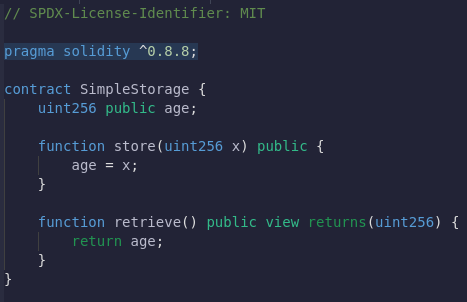 // SPDX-License-Identifier: MIT
pragma solidity ^0.8.8;
contract SimpleStorage {
uint256 public age;
function store(uint256 x) public {
age = x;
}
function retrieve() public view returns(uint256) {
return age;
}
}